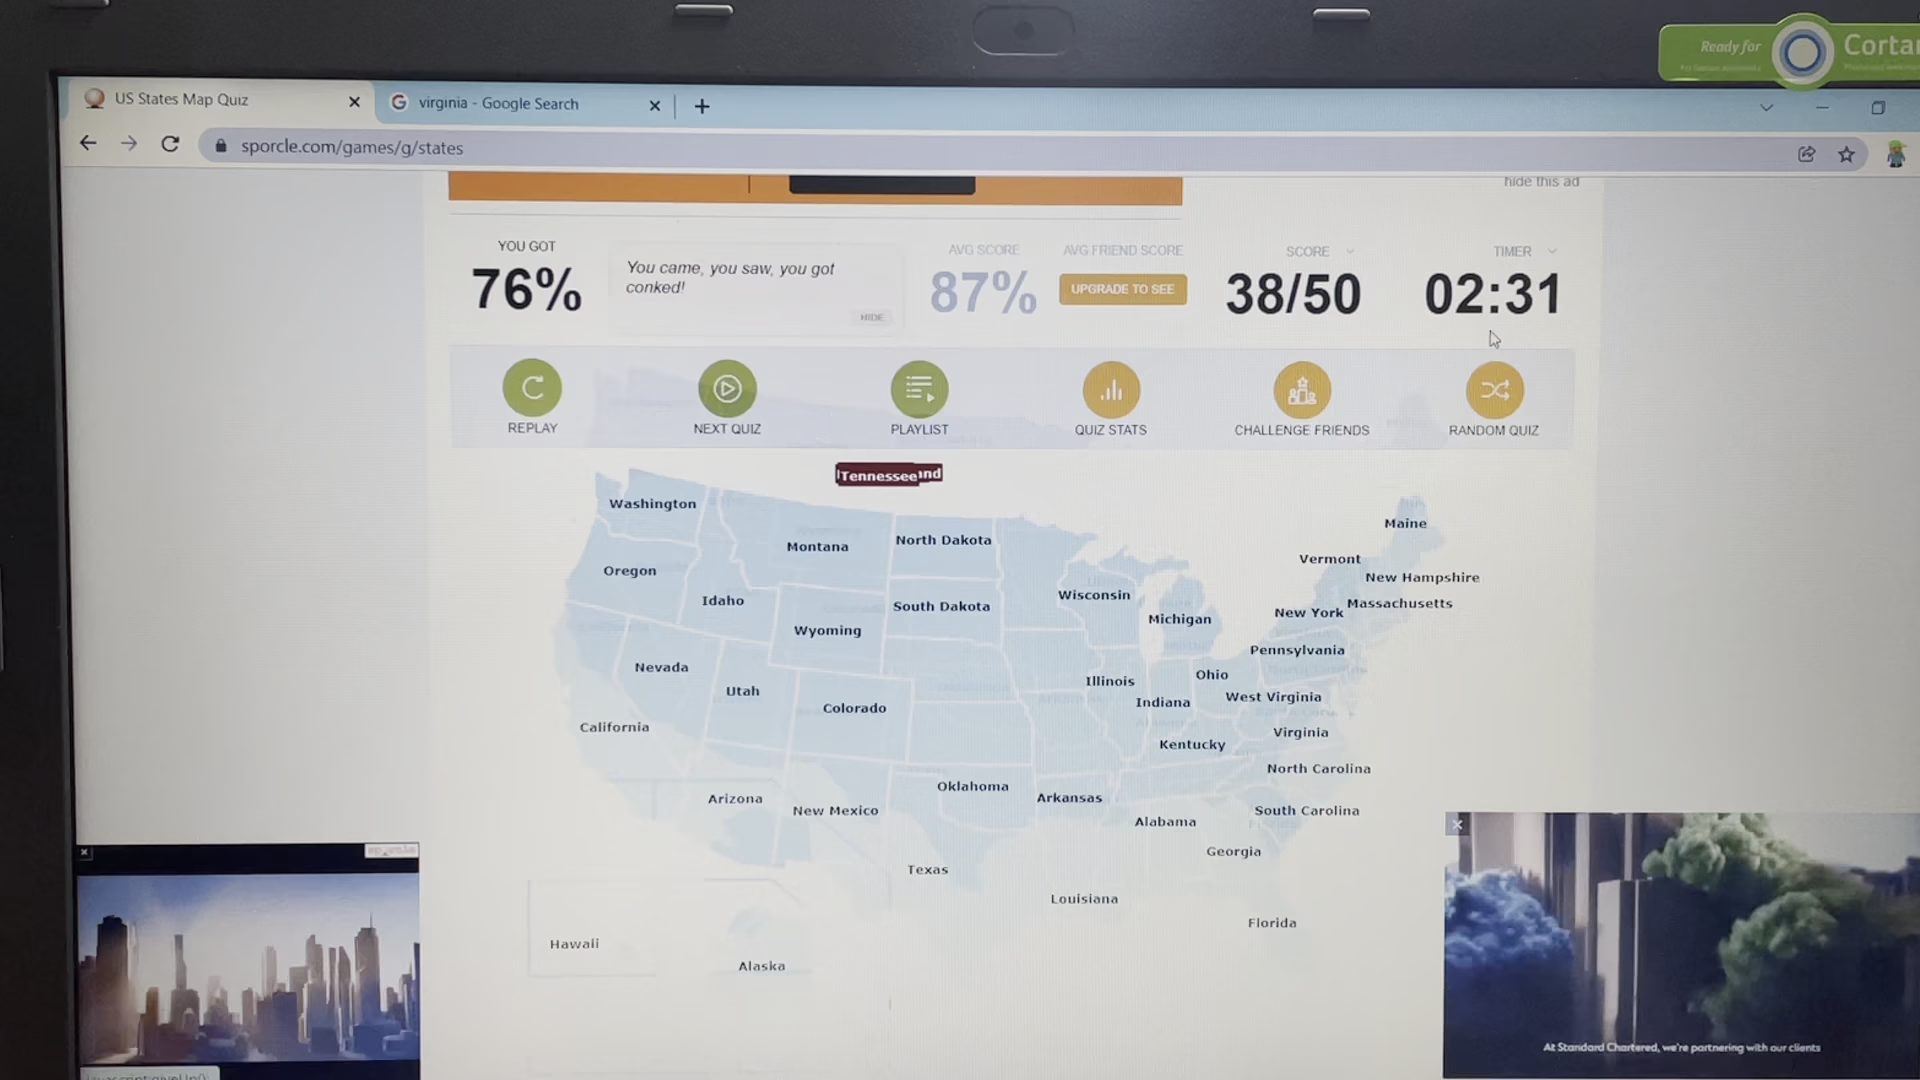 Ready for
Cortan
US States Map Quiz
virginia - Google Search
sporcle.com/games/g/states
hide this ad
YOU GOT
76%
You came, you saw, you got
conked!
HIDE
AVG SCORE
87%
AVG FRIEND SCORE
UPGRADE TO SEE
SCORE
38/50
TIMER
02:31
REPLAY
NEXT QUIZ
PLAYLIST
QUIZ STATS
CHALLENGE FRIENDS
RANDOM QUIZ
Tennessee
Washington
Montana
North Dakota
Maine
Oregon
Vermont
New Hampshire
Idaho
South Dakota
Wisconsin
Massachusetts
Wyoming
Michigan
New York
Nevada
Pennsylvania
Utah
Illinois
Ohio
Colorado
Indiana
West Virginia
California
Virginia
Kentucky
North Carolina
Oklahoma
Arizona
Arkansas
New Mexico
South Carolina
Alabama
Georgia
Texas
Louisiana
Florida
Hawaii
Alaska
At Standard Chartered, we're partnering with our clients